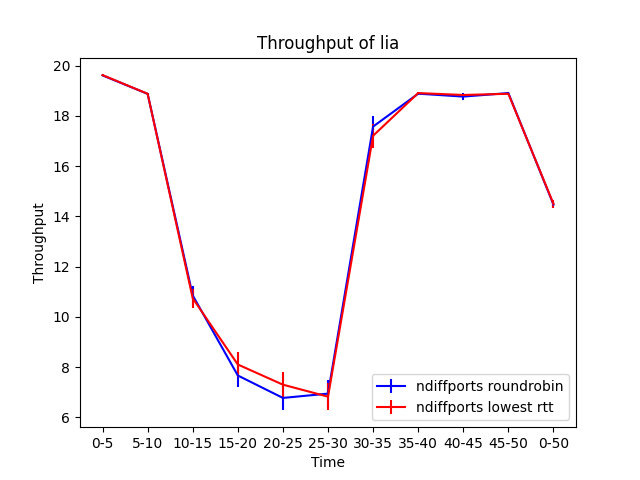 Throughput of lia
Throughput
20
18
16
14
12
10
8
6
ndiffports roundrobin
ndiffports lowest rtt
0-5 5-10 10-15 15-20 20-25 25-30 30-35 35-40 40-45 45-50 0-50
Time